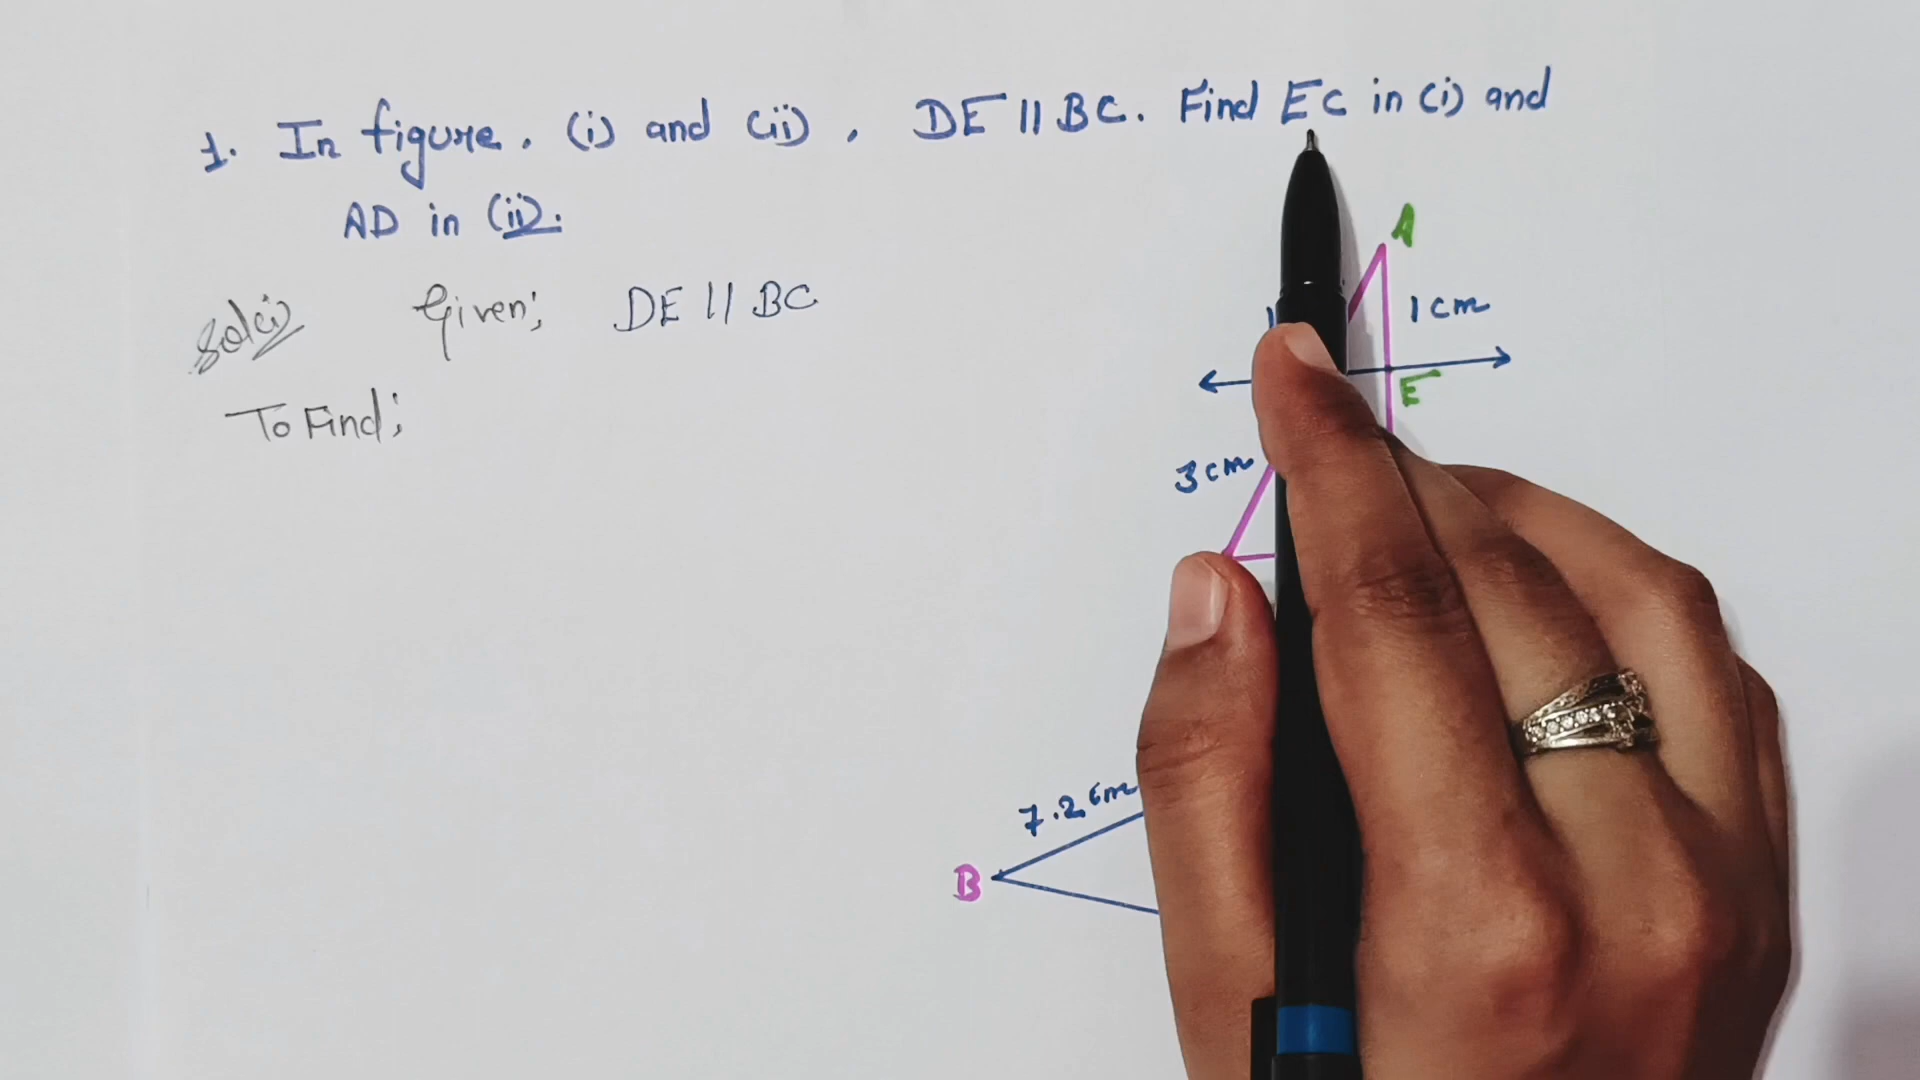 1. In figure, (i) and (ii), DE || BC. Find EC in (i) and
AD in (ii).
Sol(i) Given; DE || BC
To Find;
A
1cm
E
3cm
7.2cm
B